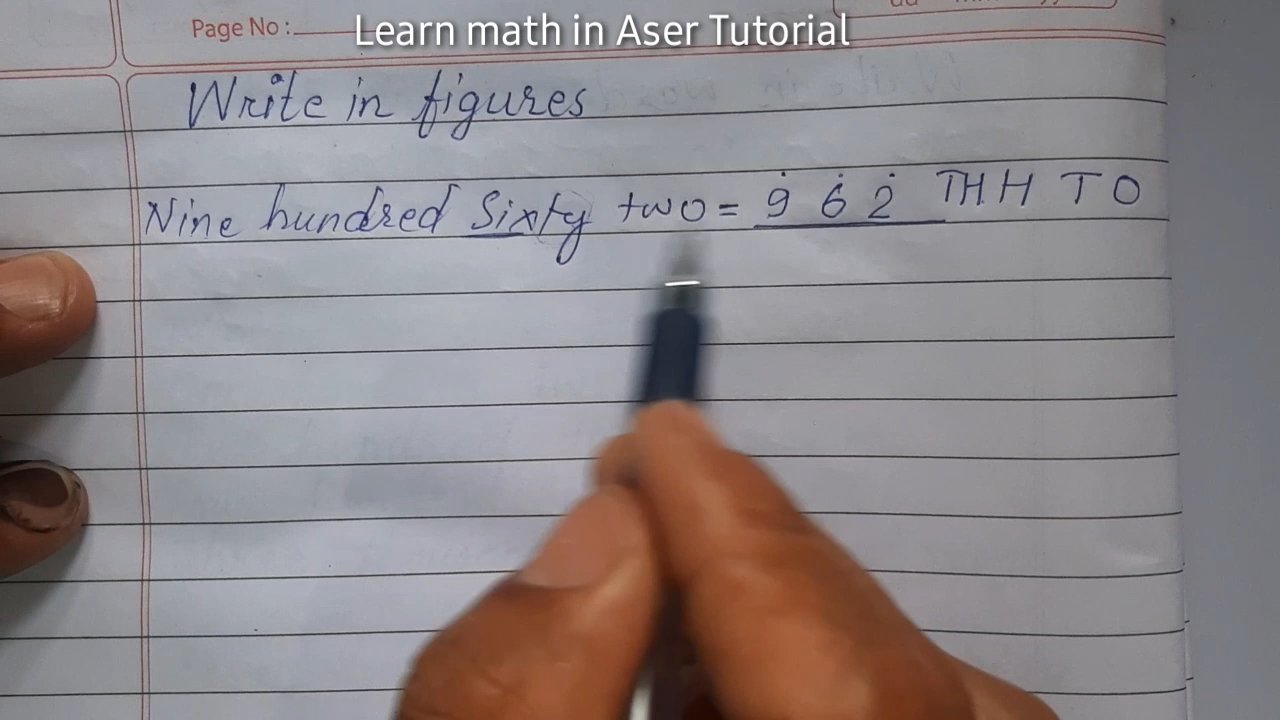 Page No :
Learn math in Aser Tutorial
Write in figures
Nine hundred Sixty two = 9 6 2 TH H T O